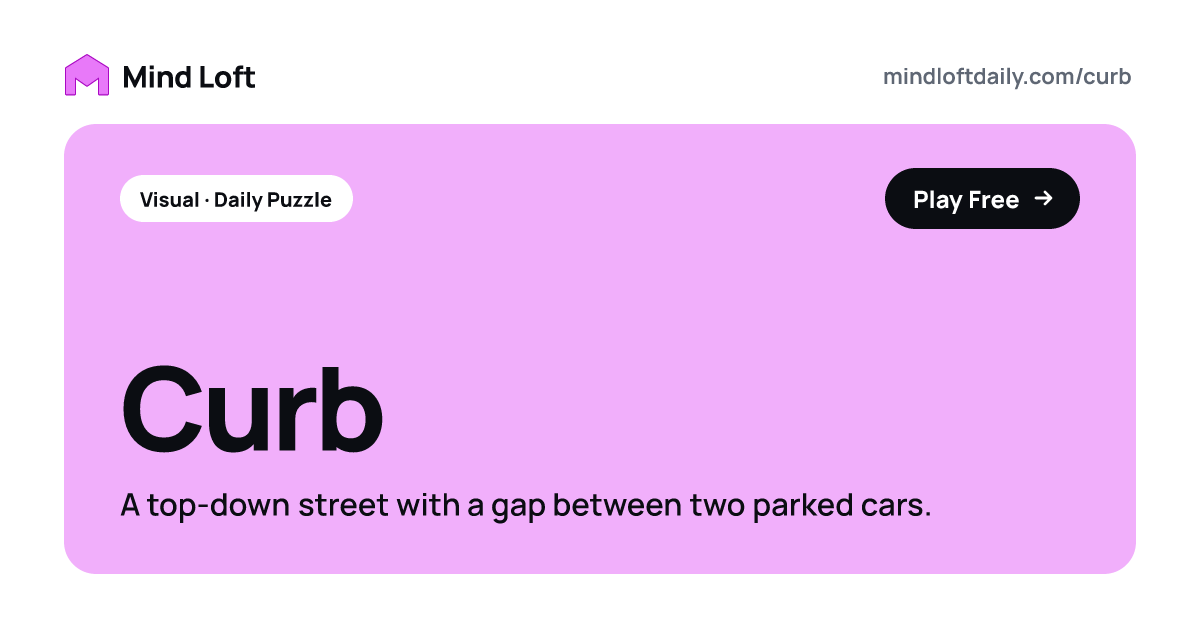 Mind Loft
mindloftdaily.com/curb
Visual · Daily Puzzle
Play Free →
Curb
A top-down street with a gap between two parked cars.